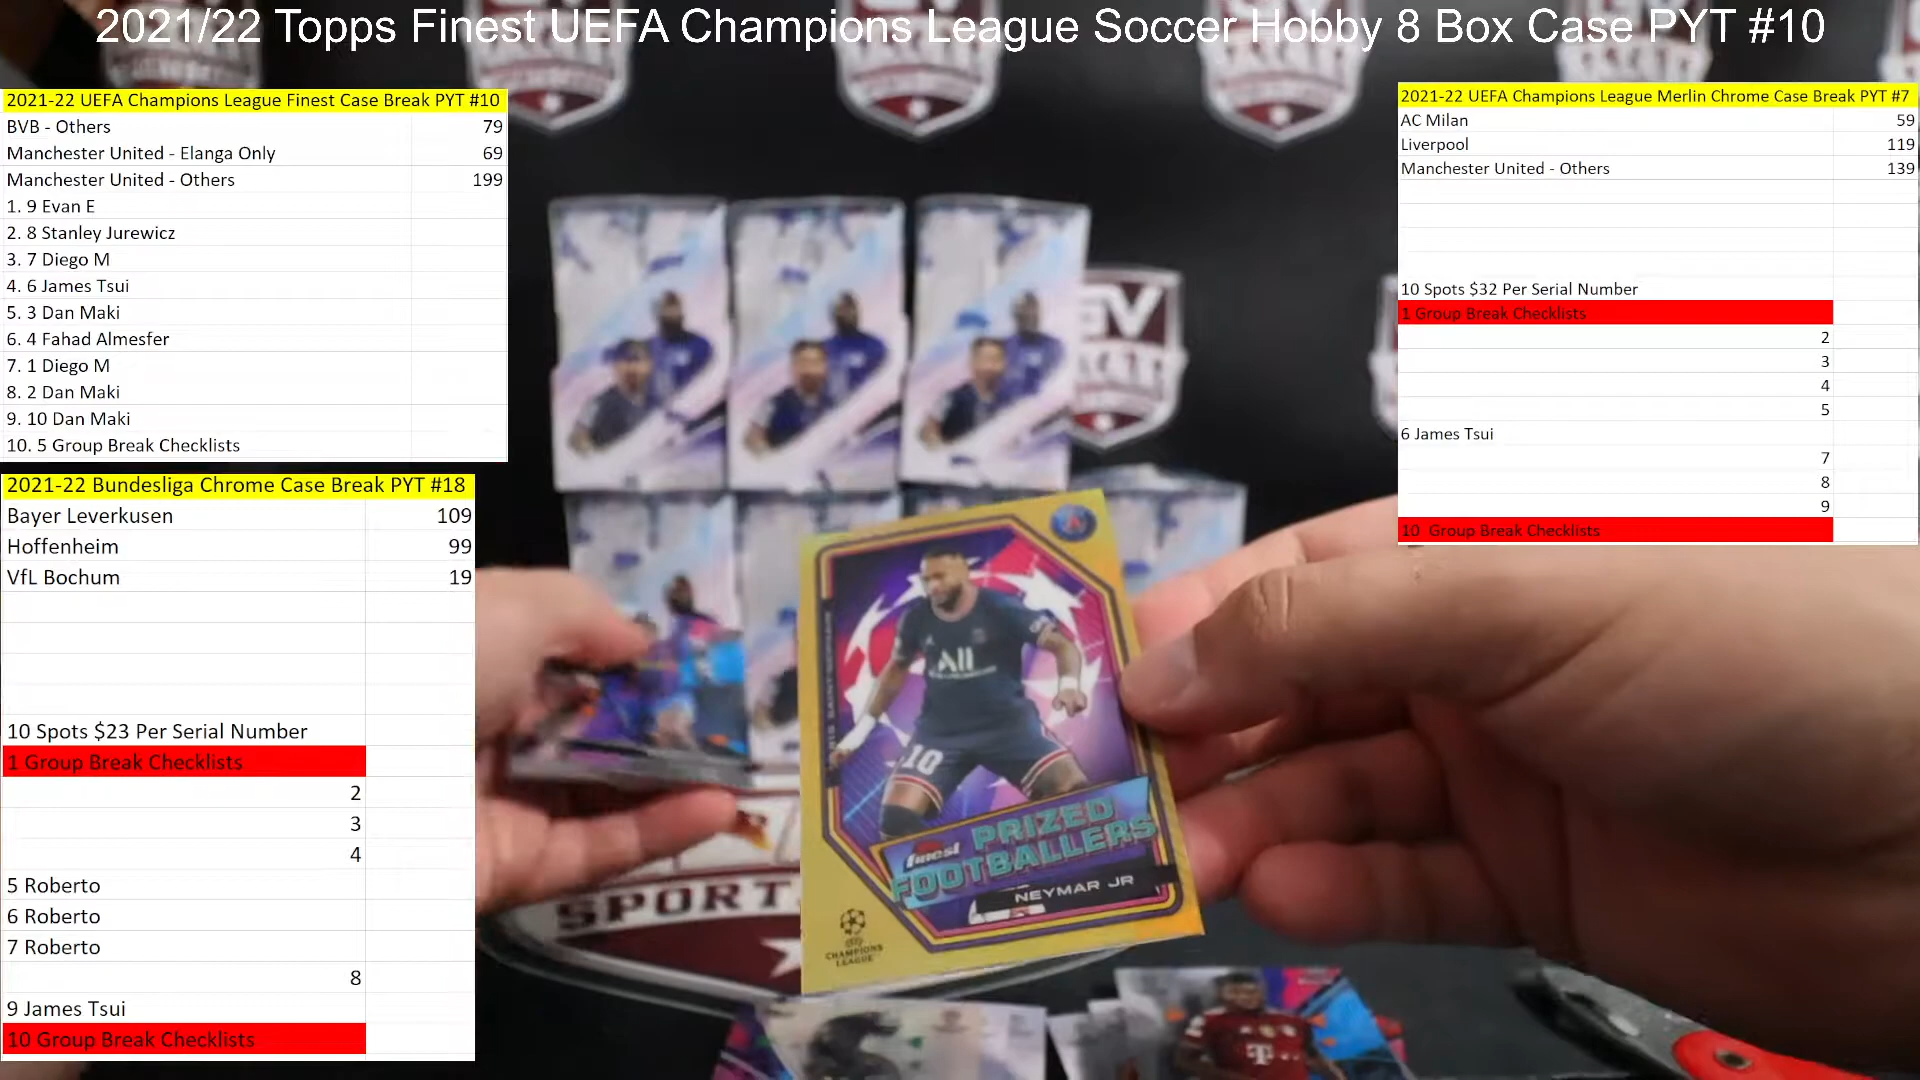 2021/22 Topps Finest UEFA Champions League Soccer Hobby 8 Box Case PYT #10
2021-22 UEFA Champions League Finest Case Break PYT #10
BVB - Others 79
Manchester United - Elanga Only 69
Manchester United - Others 199
1. 9 Evan E
2. 8 Stanley Jurewicz
3. 7 Diego M
4. 6 James Tsui
5. 3 Dan Maki
6. 4 Fahad Almesfer
7. 1 Diego M
8. 2 Dan Maki
9. 10 Dan Maki
10. 5 Group Break Checklists
2021-22 Bundesliga Chrome Case Break PYT #18
Bayer Leverkusen 109
Hoffenheim 99
VfL Bochum 19
10 Spots $23 Per Serial Number
1 Group Break Checklists
2
3
4
5 Roberto
6 Roberto
7 Roberto
8
9 James Tsui
10 Group Break Checklists
2021-22 UEFA Champions League Merlin Chrome Case Break PYT #7
AC Milan 59
Liverpool 119
Manchester United - Others 139
10 Spots $32 Per Serial Number
1 Group Break Checklists
2
3
4
5
6 James Tsui
7
8
9
10 Group Break Checklists
ALL
10
finest
PRIZED
FOOTBALLERS
NEYMAR JR
CHAMPIONS
LEAGUE
SPORT
T